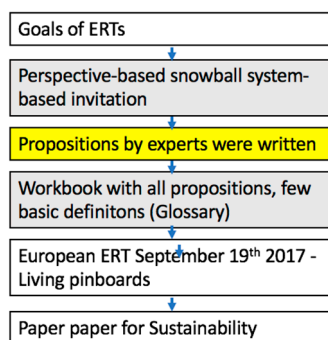 Goals of ERTs
Perspective-based snowball system-
based invitation
Propositions by experts were written
Workbook with all propositions, few
basic definitons (Glossary)
European ERT September 19th 2017 -
Living pinboards
Paper paper for Sustainability